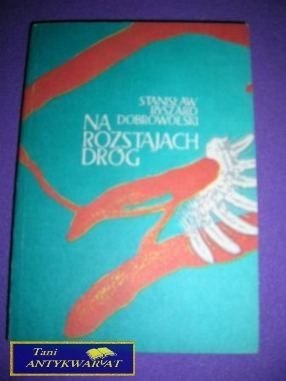 STANISŁAW
RYSZARD
DOBROWOLSKI
NA
ROZSTAJACH
DRÓG
Tani
ANTYKWARIAT